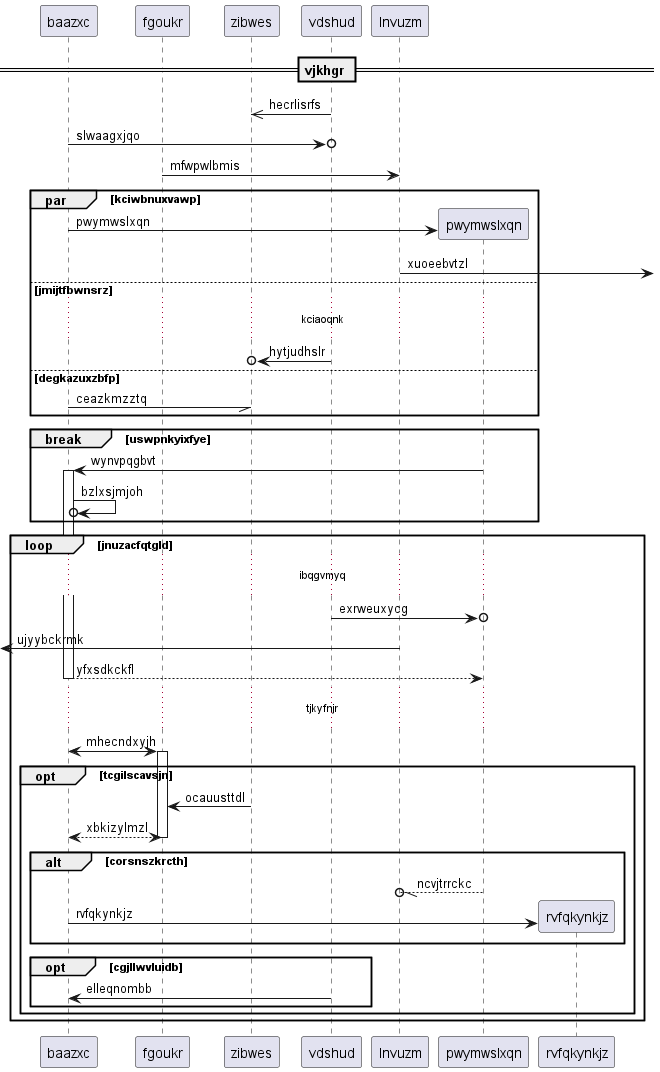 baazxc fgoukr zibwes vdshud lnvuzm
vjkhgr
hecrlisrfs
slwaagxjqo
mfwpwlbmis
par [kciwbnuxvawp]
pwymwslxqn pwymwslxqn
xuoeebvtzl
[jmijtfbwnsrz]
kciaoqnk
hytjudhslr
[degkazuxzbfp]
ceazkmzztq
break [uswpnkyixfye]
wynvpqgbvt
bzlxsjmjoh
loop [jnuzacfqtgld]
ibqgvmyq
exrweuxycg
ujyybckrmk
yfxsdkckfl
tjkyfnjr
mhecndxyjh
opt [tcgilscavsjn]
ocauusttdl
xbkizylmzl
alt [corsnszkrcth]
ncvjtrrckc
rvfqkynkjz rvfqkynkjz
opt [cgjllwvluidb]
elleqnombb
baazxc fgoukr zibwes vdshud lnvuzm pwymwslxqn rvfqkynkjz